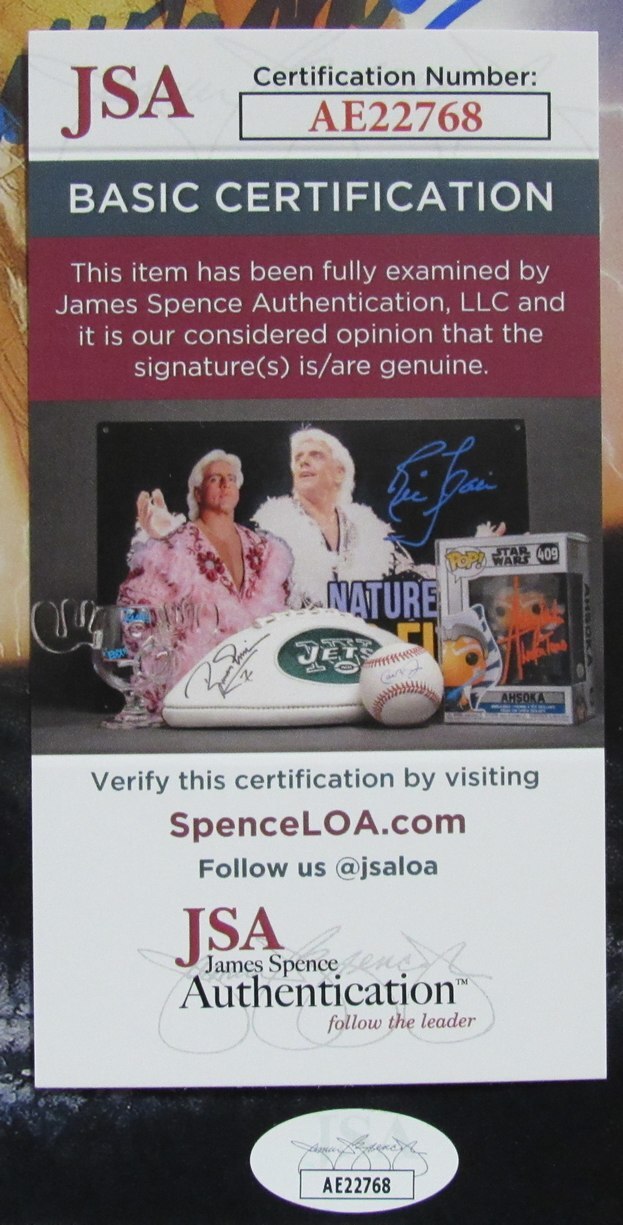 JSA
Certification Number:
AE22768
BASIC CERTIFICATION
This item has been fully examined by
James Spence Authentication, LLC and
it is our considered opinion that the
signature(s) is/are genuine.
NATURE
POP!
STAR
WARS
409
JETS
AHSOKA
AHSOKA
Verify this certification by visiting
SpenceLOA.com
Follow us @jsaloa
JSA
James Spence
Authentication™
follow the leader
AE22768